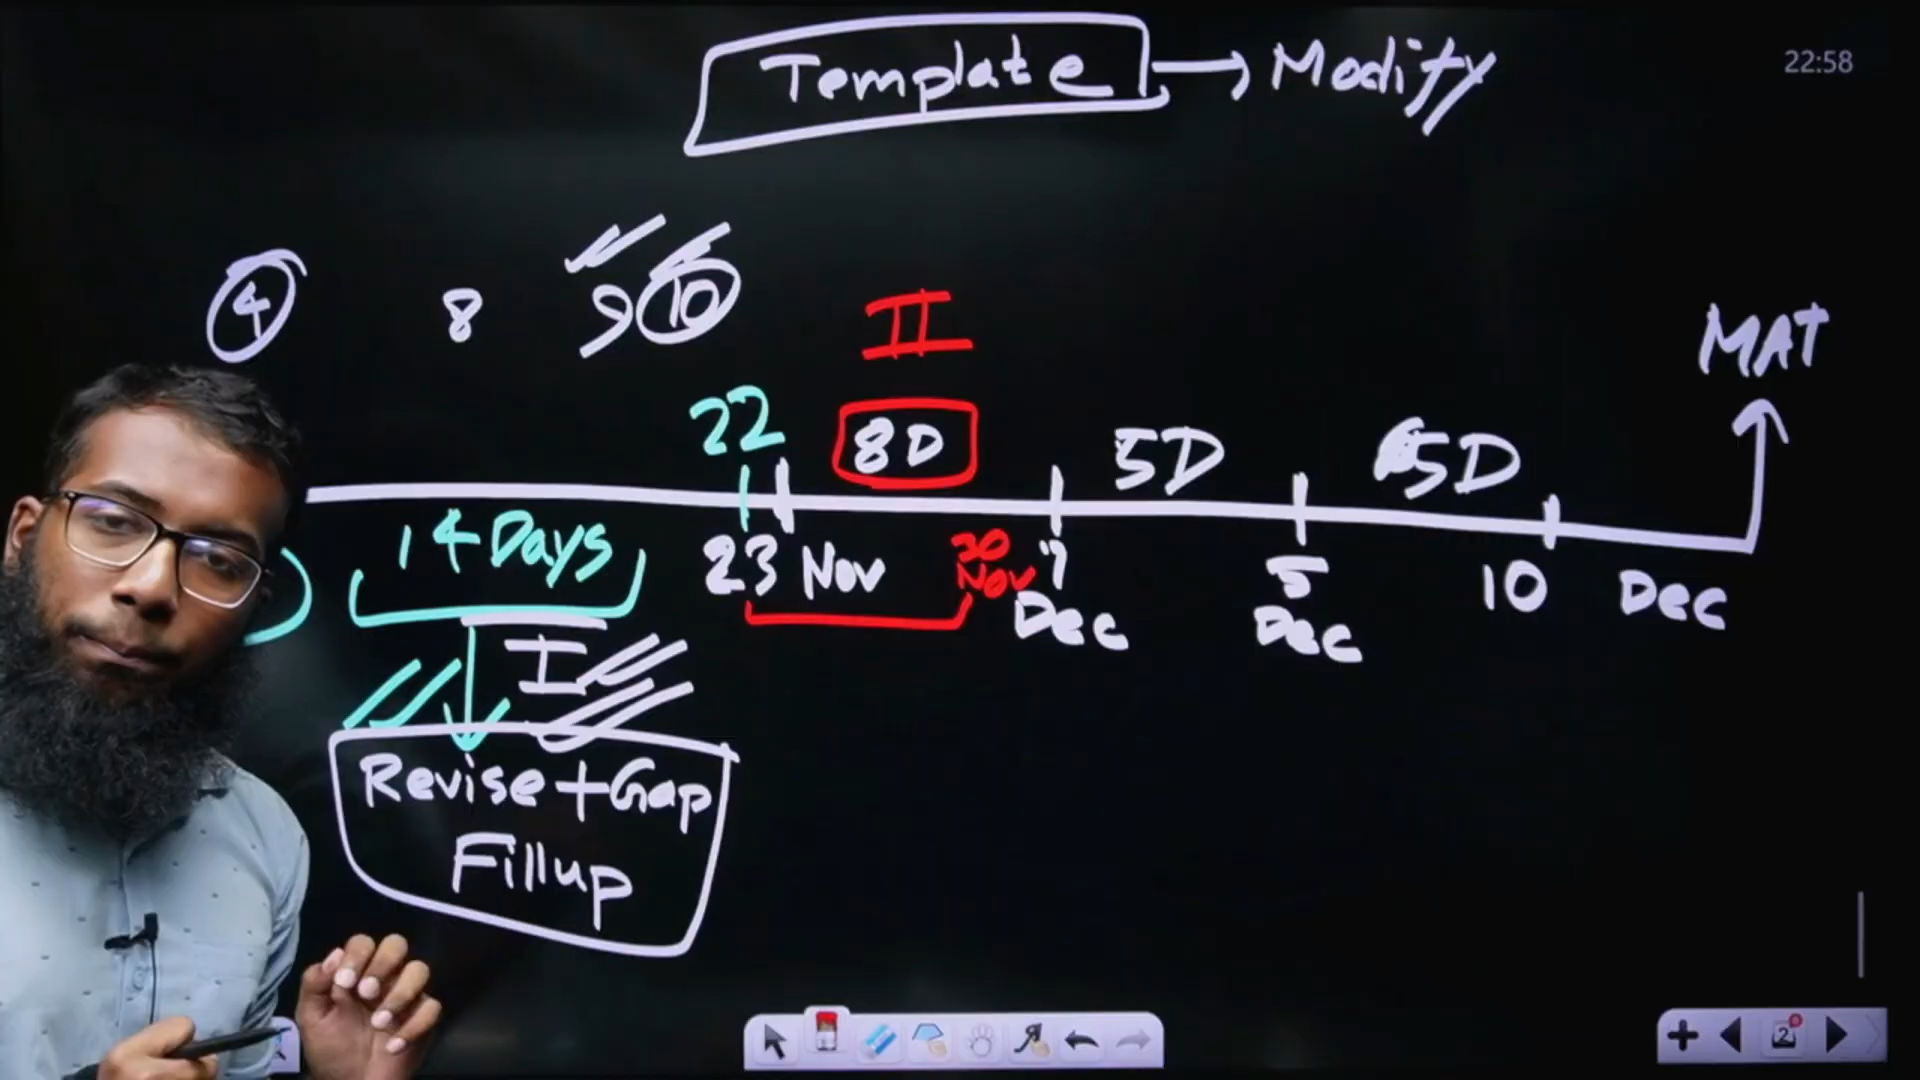 Template → Modify
22:58
4 8 9 10
II
MAT
22
8D
5D
5D
14 Days
23 Nov
30 Nov
1 Dec
5 Dec
10 Dec
I
Revise + Gap
Fillup
2